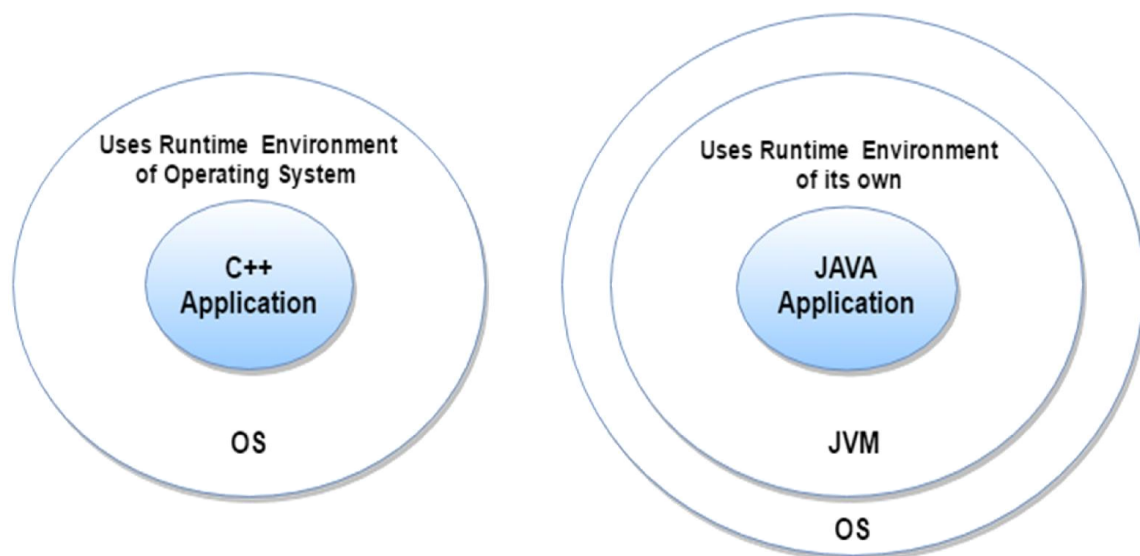 Uses Runtime Environment
of Operating System
C++
Application
OS
Uses Runtime Environment
of its own
JAVA
Application
JVM
OS